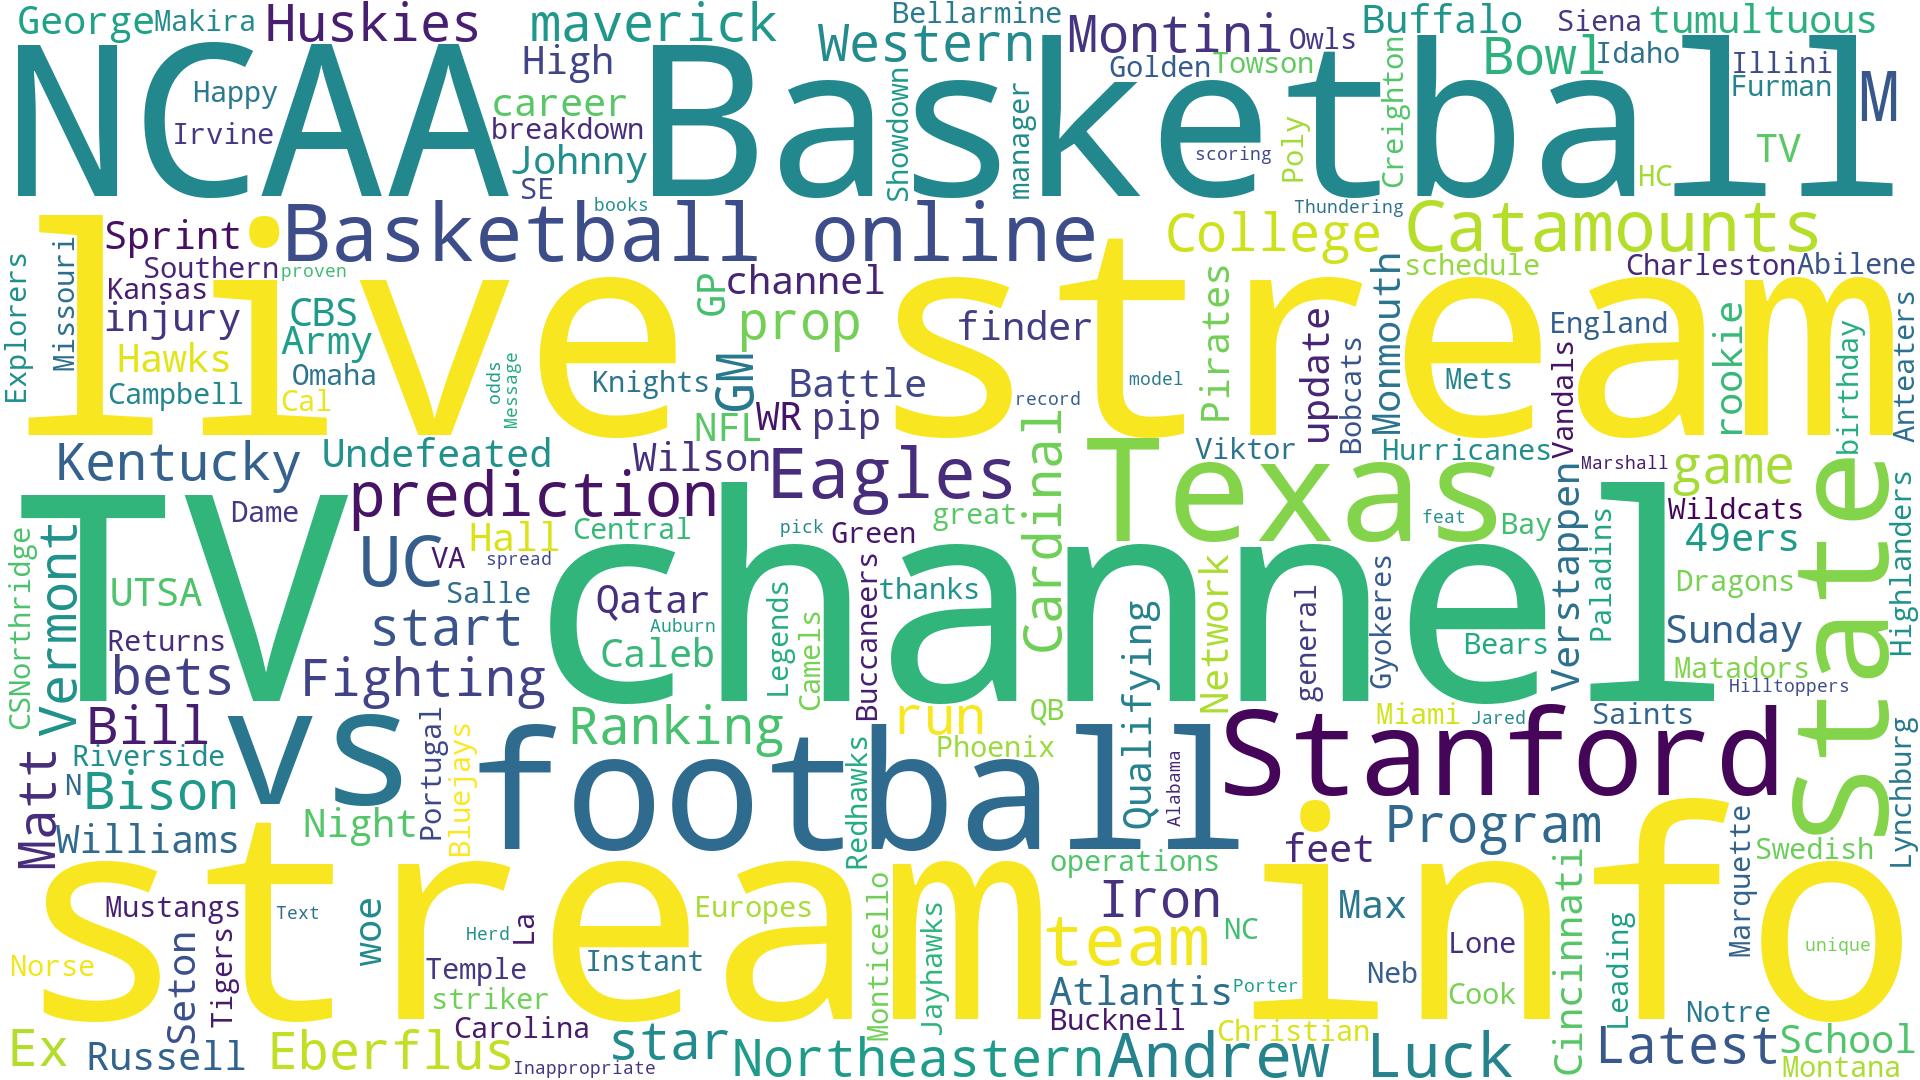 George Makira Huskies maverick Bellarmine Buffalo Siena tumultuous
NCAA Basketball
Western Montini Owls Bowl Idaho Illini
Happy High Golden Towson Furman M
Irvine career breakdown Johnny SE
Showdown manager Poly Creighton scoring HC TV
books Thundering
Basketball online College Catamounts
live stream
Explorers Missouri Sprint Southern proven
Kansas injury CBS Army Hawks Omaha Campbell Cal
odds Message
GP channel prop finder schedule Charleston Abilene
Knights GM Battle WR pip NFL record model
Pirates update Bobcats Monmouth Mets England Vandals rookie birthday Anteaters
Kentucky Undefeated Wilson Eagles Viktor Hurricanes Marshall game
Dame prediction Texas
TV channel
Hall Central pick Green great Cardinal feat Bay Wildcats 49ers
UC VA spread Salle thanks
CSNorthridge Vermont UTSA Returns bets
start Qatar Auburn Caleb Legends Camels Buccaneers
Network Qualifying general Gyokeres Bears Verstappen Paladins
Dragons Sunday Matadors Hilltoppers Highlanders State
Fighting
Bill Ranking run QB Miami Jared Saints
vs football Stanford
Matt Riverside N Bison Portugal Bluejays Phoenix
Redhawks Alabama Lynchburg
Williams Night operations feet Program Swedish
stream info
Mustangs Text woe Herd La Europes
Iron Max Marquette
team NC Lone unique
Norse Seton Tigers Temple Instant striker Carolina
Monticello Jayhawks Atlantis Porter Neb Cook Cincinnati Leading Notre
Bucknell Christian
Ex Russell Eberflus Inappropriate star Northeastern Andrew Luck Latest School
Montana